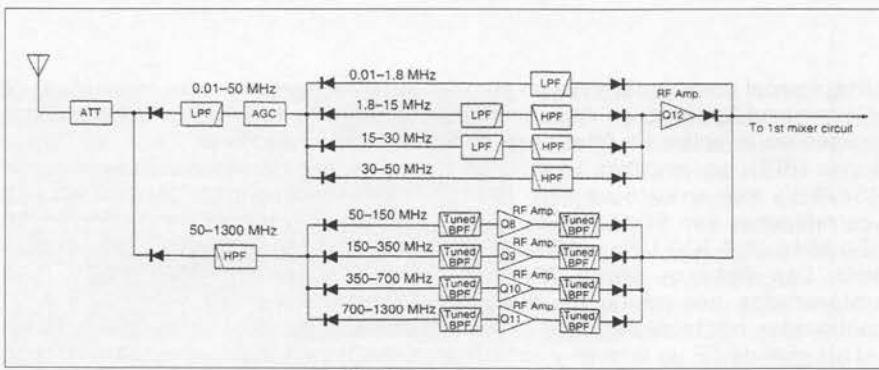 0.01–50 MHz
ATT
LPF
AGC
0.01–1.8 MHz
LPF
1.8–15 MHz
LPF
HPF
RF Amp.
Q12
To 1st mixer circuit
15–30 MHz
LPF
HPF
30–50 MHz
HPF
50–1300 MHz
HPF
50–150 MHz
Tuned BPF
RF Amp.
Q8
Tuned BPF
150–350 MHz
Tuned BPF
RF Amp.
Q9
Tuned BPF
350–700 MHz
Tuned BPF
RF Amp.
Q10
Tuned BPF
700–1300 MHz
Tuned BPF
RF Amp.
Q11
Tuned BPF